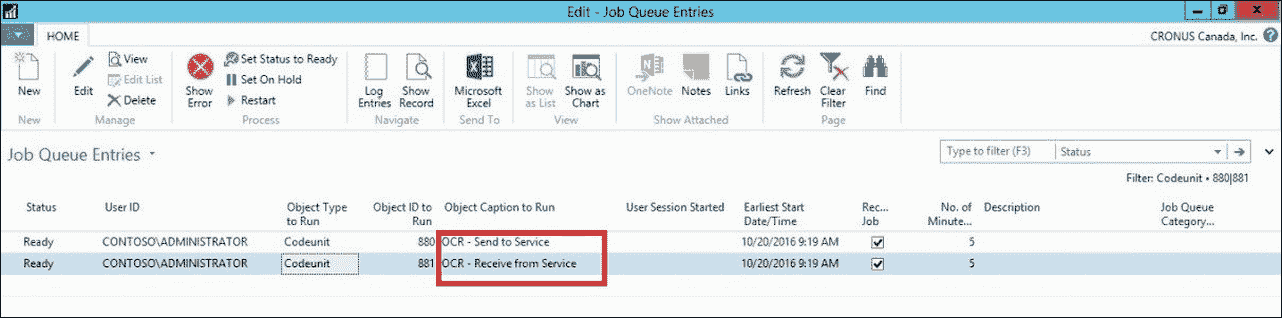 Edit - Job Queue Entries
HOME
CRONUS Canada, Inc.
New
Edit
View
Edit List
Delete
Show Error
Set Status to Ready
Set On Hold
Restart
Log Entries
Show Record
Microsoft Excel
Show as List
Show as Chart
OneNote
Notes
Links
Refresh
Clear Filter
Find
New
Manage
Process
Navigate
Send To
View
Show Attached
Page
Job Queue Entries
Type to filter (F3)
Status
Filter: Codeunit • 880|881
Status User ID Object Type to Run Object ID to Run Object Caption to Run User Session Started Earliest Start Date/Time Rec... Job No. of Minute... Description Job Queue Category...
Ready CONTOSO\ADMINISTRATOR Codeunit 880 OCR - Send to Service 10/20/2016 9:19 AM 5
Ready CONTOSO\ADMINISTRATOR Codeunit 881 OCR - Receive from Service 10/20/2016 9:19 AM 5